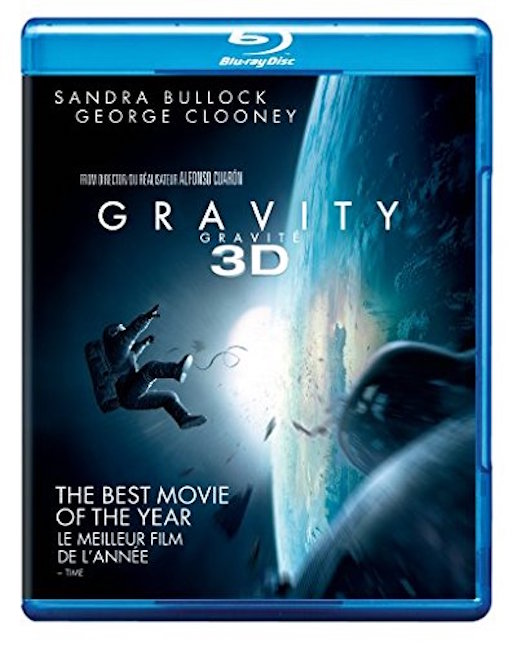 Blu-ray Disc
SANDRA BULLOCK
GEORGE CLOONEY
FROM DIRECTOR/DU RÉALISATEUR ALFONSO CUARÓN
GRAVITY
GRAVITÉ
3D
THE BEST MOVIE
OF THE YEAR
LE MEILLEUR FILM
DE L'ANNÉE
– TIME